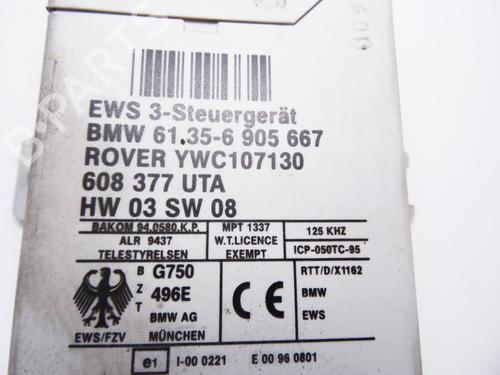 B-PARTS
40D
EWS 3-Steuergerät
BMW 61.35-6 905 667
ROVER YWC107130
608 377 UTA
HW 03 SW 08
BAKOM 94.0580.K.P. MPT 1337 125 KHZ
ALR 9437 W.T.LICENCE ICP-050TC-95
TELESTYRELSEN EXEMPT
B G750 CE RTT/D/X1162
Z 496E BMW
T BMW AG EWS
EWS/FZV MÜNCHEN
e1 I-00 0221 E 00 96 0801